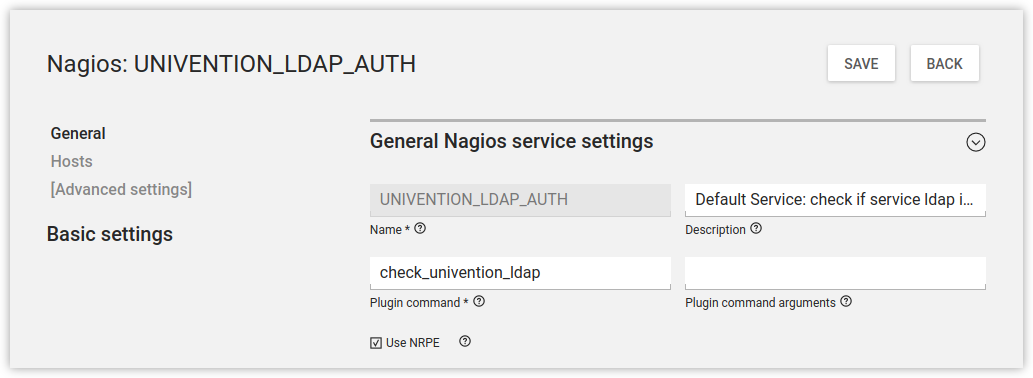 Nagios: UNIVENTION_LDAP_AUTH
SAVE
BACK
General
Hosts
[Advanced settings]
Basic settings
General Nagios service settings
UNIVENTION_LDAP_AUTH
Default Service: check if service ldap i...
Name *
Description
check_univention_ldap
Plugin command *
Plugin command arguments
Use NRPE